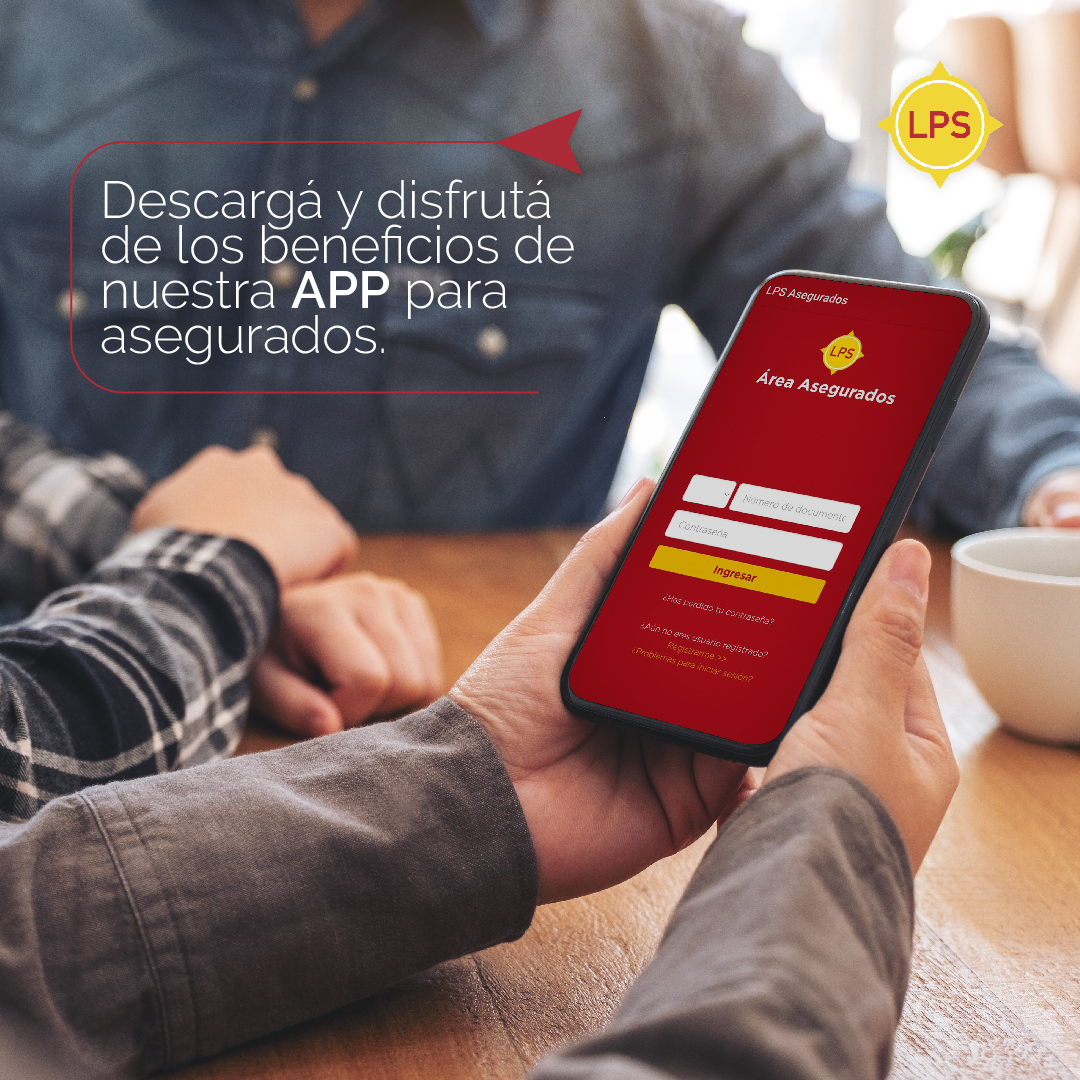 LPS
Descargá y disfrutá
de los beneficios de
nuestra APP para
asegurados.
LPS Asegurados
LPS
Área Asegurados
Número de documento
Contraseña
Ingresar
¿Has perdido tu contraseña?
¿Aún no eres usuario registrado?
Registrarme >>
¿Problemas para iniciar sesión?